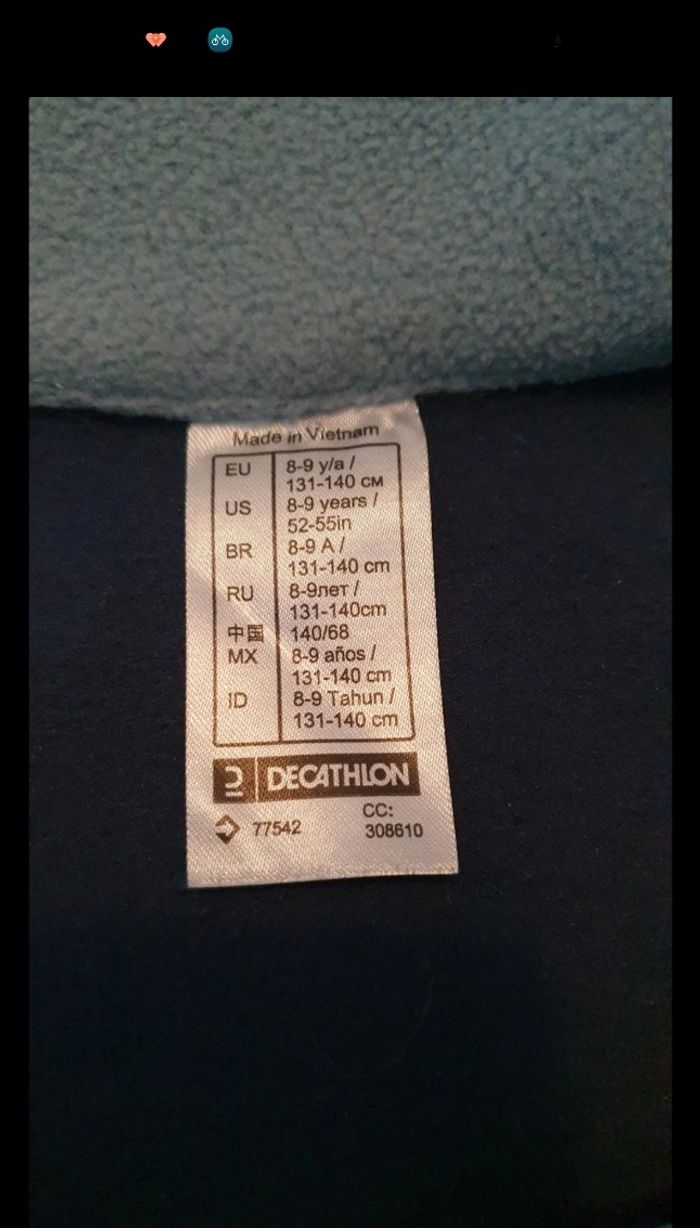 Made in Vietnam
EU 8-9 y/a /
131-140 см
US 8-9 years /
52-55in
BR 8-9 A /
131-140 cm
RU 8-9лет /
131-140cm
中国 140/68
MX 8-9 años /
131-140 cm
ID 8-9 Tahun /
131-140 cm
DECATHLON
77542 CC:
308610